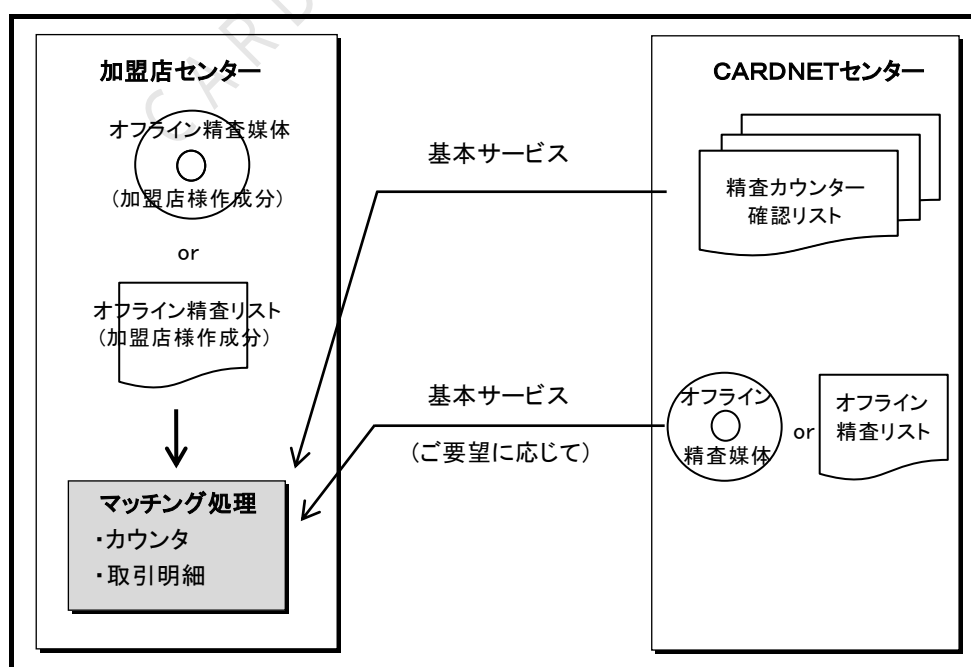 加盟店センター
オフライン精査媒体
(加盟店様作成分)
or
オフライン精査リスト
(加盟店様作成分)
マッチング処理
・カウンタ
・取引明細
基本サービス
基本サービス
(ご要望に応じて)
CARDNETセンター
精査カウンター
確認リスト
オフライン
精査媒体
or
オフライン
精査リスト
CARD